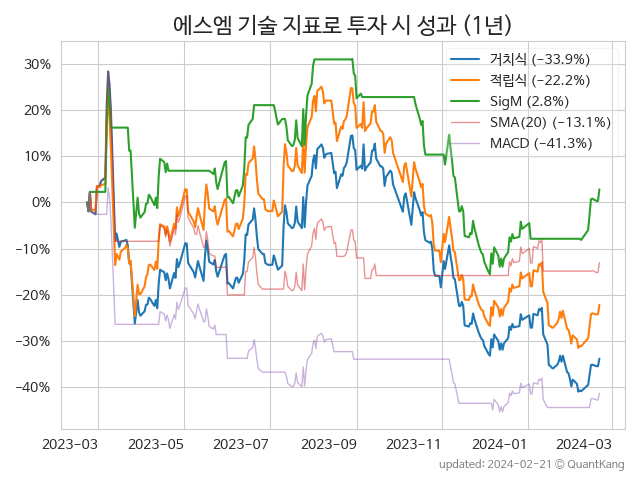 에스엠 기술 지표로 투자 시 성과 (1년)
30%
20%
10%
0%
−10%
−20%
−30%
−40%
거치식 (−33.9%)
적립식 (−22.2%)
SigM (2.8%)
SMA(20) (−13.1%)
MACD (−41.3%)
2023-03 2023-05 2023-07 2023-09 2023-11 2024-01 2024-03
updated: 2024-02-21 ⓒ QuantKang